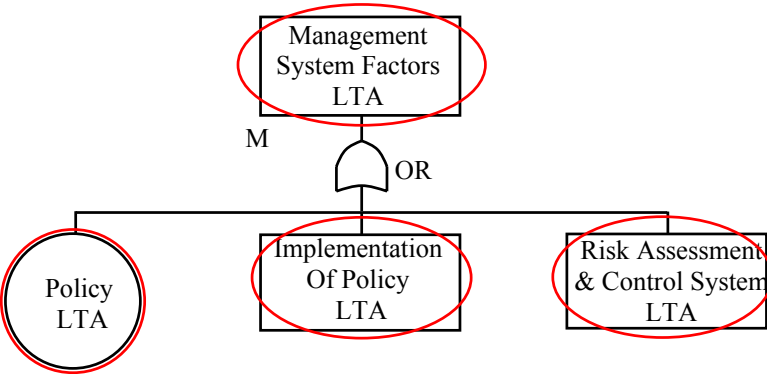 Management
System Factors
LTA
M
OR
Policy
LTA
Implementation
Of Policy
LTA
Risk Assessment
& Control System
LTA